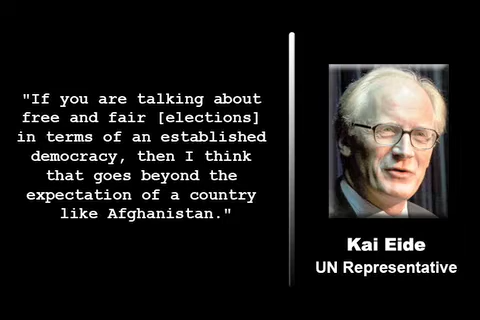 "If you are talking about
free and fair [elections]
in terms of an established
democracy, then I think
that goes beyond the
expectation of a country
like Afghanistan."
Kai Eide
UN Representative